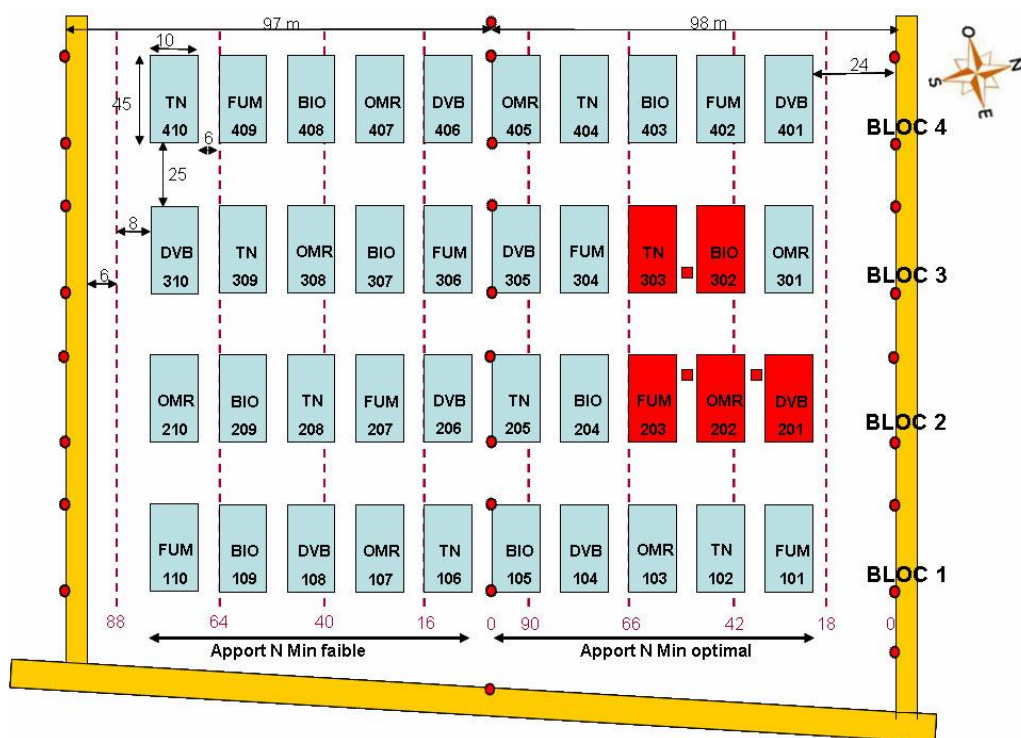 97 m 98 m
10
24
45
6
25
8
6
O
N
S
E
TN 410
FUM 409
BIO 408
OMR 407
DVB 406
OMR 405
TN 404
BIO 403
FUM 402
DVB 401
BLOC 4
DVB 310
TN 309
OMR 308
BIO 307
FUM 306
DVB 305
FUM 304
TN 303
BIO 302
OMR 301
BLOC 3
OMR 210
BIO 209
TN 208
FUM 207
DVB 206
TN 205
BIO 204
FUM 203
OMR 202
DVB 201
BLOC 2
FUM 110
BIO 109
DVB 108
OMR 107
TN 106
BIO 105
DVB 104
OMR 103
TN 102
FUM 101
BLOC 1
88 64 40 16 0 90 66 42 18 0
Apport N Min faible
Apport N Min optimal